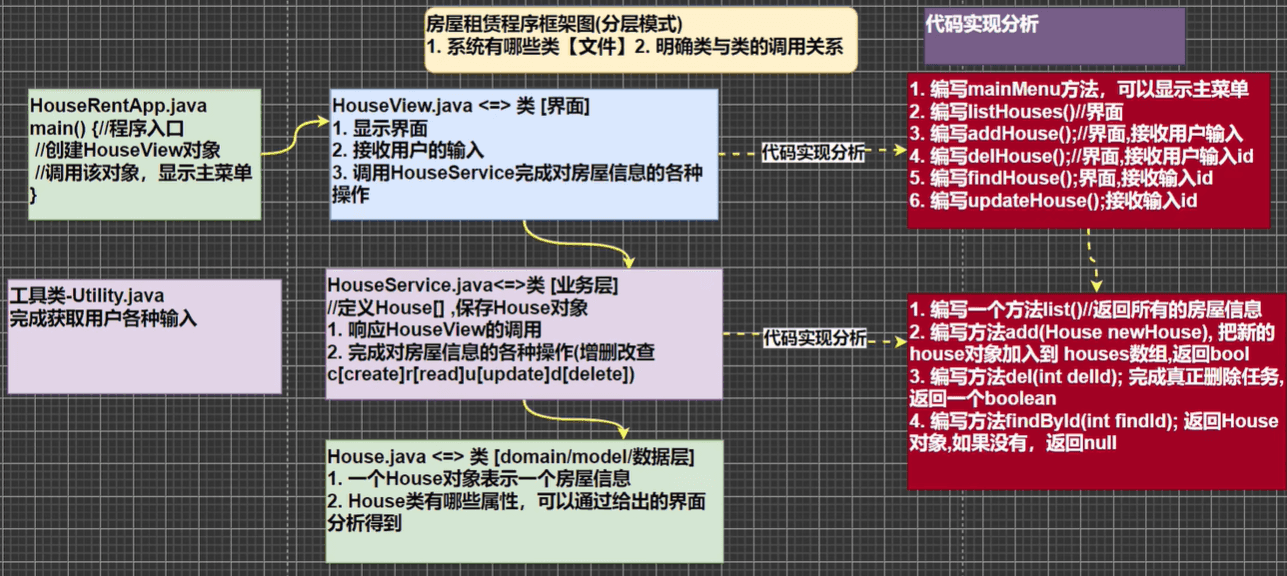 房屋租赁程序框架图(分层模式)
1. 系统有哪些类【文件】2. 明确类与类的调用关系
代码实现分析
HouseRentApp.java
main() {//程序入口
//创建HouseView对象
//调用该对象，显示主菜单
}
HouseView.java <=> 类 [界面]
1. 显示界面
2. 接收用户的输入
3. 调用HouseService完成对房屋信息的各种
操作
代码实现分析
1. 编写mainMenu方法，可以显示主菜单
2. 编写listHouses()//界面
3. 编写addHouse();//界面,接收用户输入
4. 编写delHouse();//界面,接收用户输入id
5. 编写findHouse();界面,接收输入id
6. 编写updateHouse();接收输入id
工具类-Utility.java
完成获取用户各种输入
HouseService.java<=>类 [业务层]
//定义House[] ,保存House对象
1. 响应HouseView的调用
2. 完成对房屋信息的各种操作(增删改查
c[create]r[read]u[update]d[delete])
代码实现分析
1. 编写一个方法list()//返回所有的房屋信息
2. 编写方法add(House newHouse), 把新的
house对象加入到 houses数组,返回bool
3. 编写方法del(int delId); 完成真正删除任务,
返回一个boolean
4. 编写方法findById(int findId); 返回House
对象,如果没有，返回null
House.java <=> 类 [domain/model/数据层]
1. 一个House对象表示一个房屋信息
2. House类有哪些属性，可以通过给出的界面
分析得到